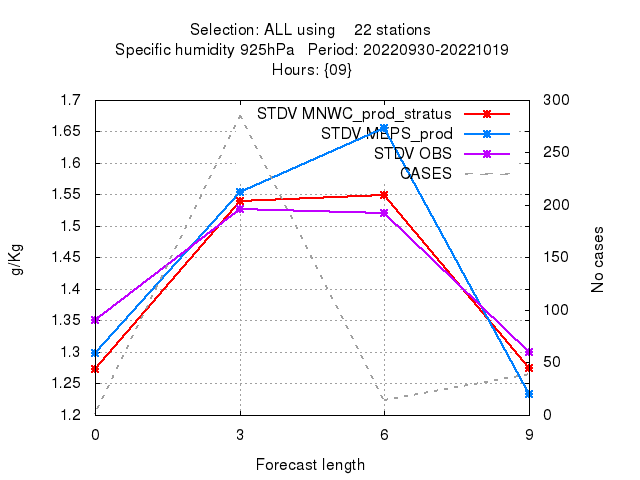 Selection: ALL using 22 stations
Specific humidity 925hPa Period: 20220930-20221019
Hours: {09}
STDV MNWC_prod_stratus
STDV MEPS_prod
STDV OBS
CASES
1.7
1.65
1.6
1.55
1.5
1.45
1.4
1.35
1.3
1.25
1.2
g/Kg
300
250
200
150
100
50
0
No cases
0 3 6 9
Forecast length